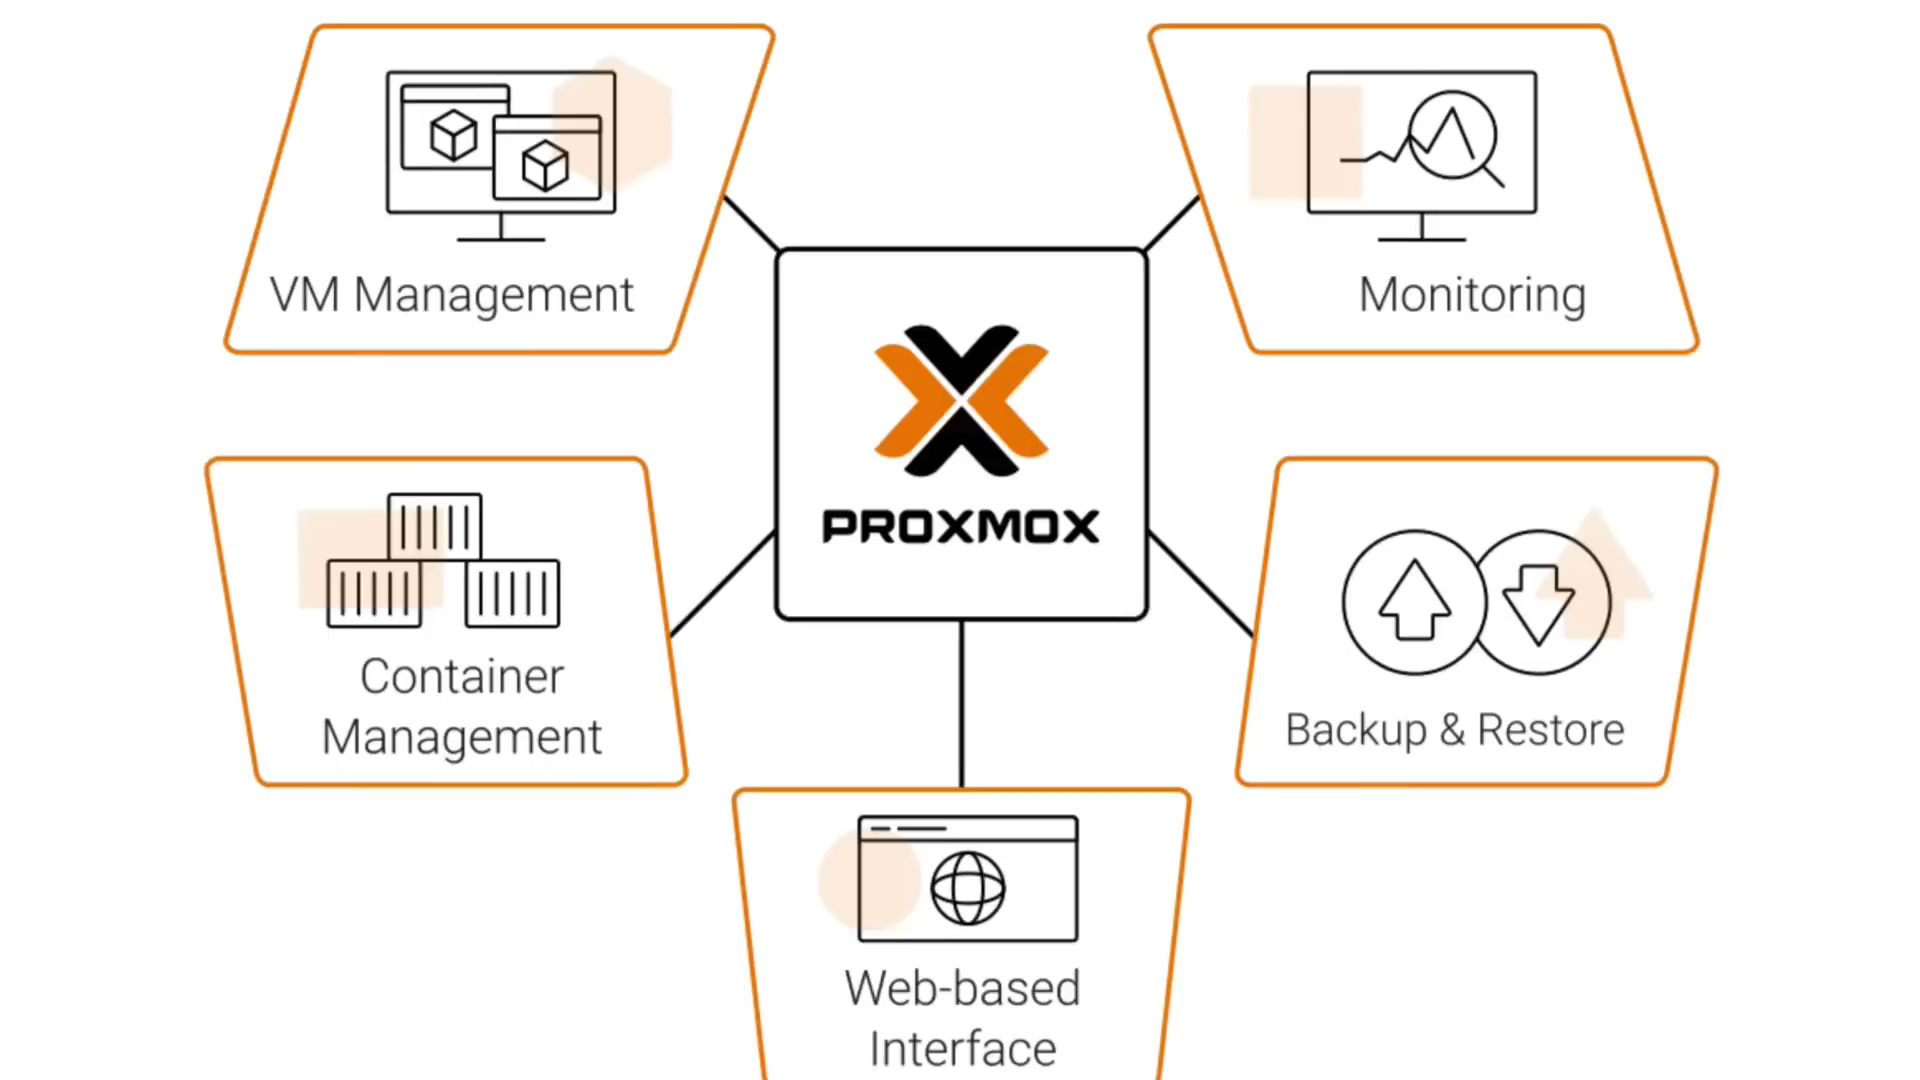 VM Management
Monitoring
PROXMOX
Container
Management
Backup & Restore
Web-based
Interface